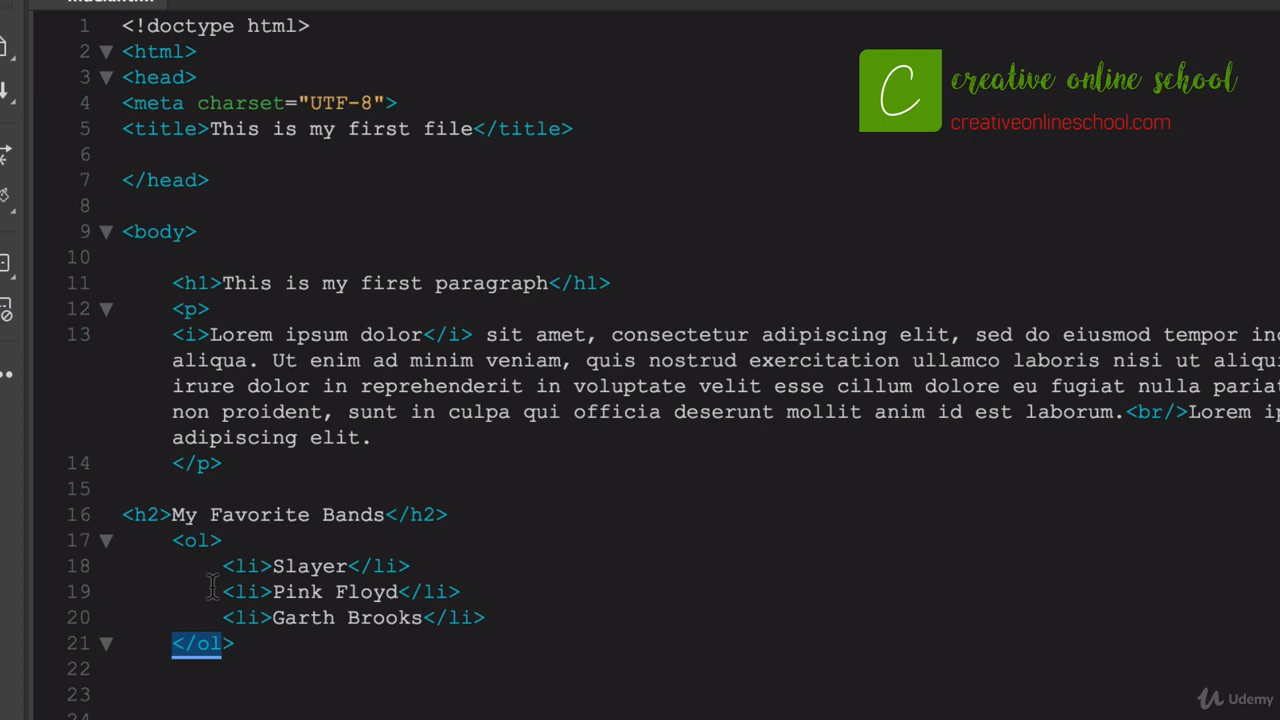 1 <!doctype html>
2 <html>
3 <head>
4 <meta charset="UTF-8">
5 <title>This is my first file</title>
6
7 </head>
8
9 <body>
10
11 <h1>This is my first paragraph</h1>
12 <p>
13 <i>Lorem ipsum dolor</i> sit amet, consectetur adipiscing elit, sed do eiusmod tempor
aliqua. Ut enim ad minim veniam, quis nostrud exercitation ullamco laboris nisi ut
irure dolor in reprehenderit in voluptate velit esse cillum dolore eu fugiat nulla
non proident, sunt in culpa qui officia deserunt mollit anim id est laborum.<br/>Lorem
adipiscing elit.
14 </p>
15
16 <h2>My Favorite Bands</h2>
17 <ol>
18 <li>Slayer</li>
19 <li>Pink Floyd</li>
20 <li>Garth Brooks</li>
21 </ol>
22
23
C creative online school
creativeonlineschool.com
Udemy